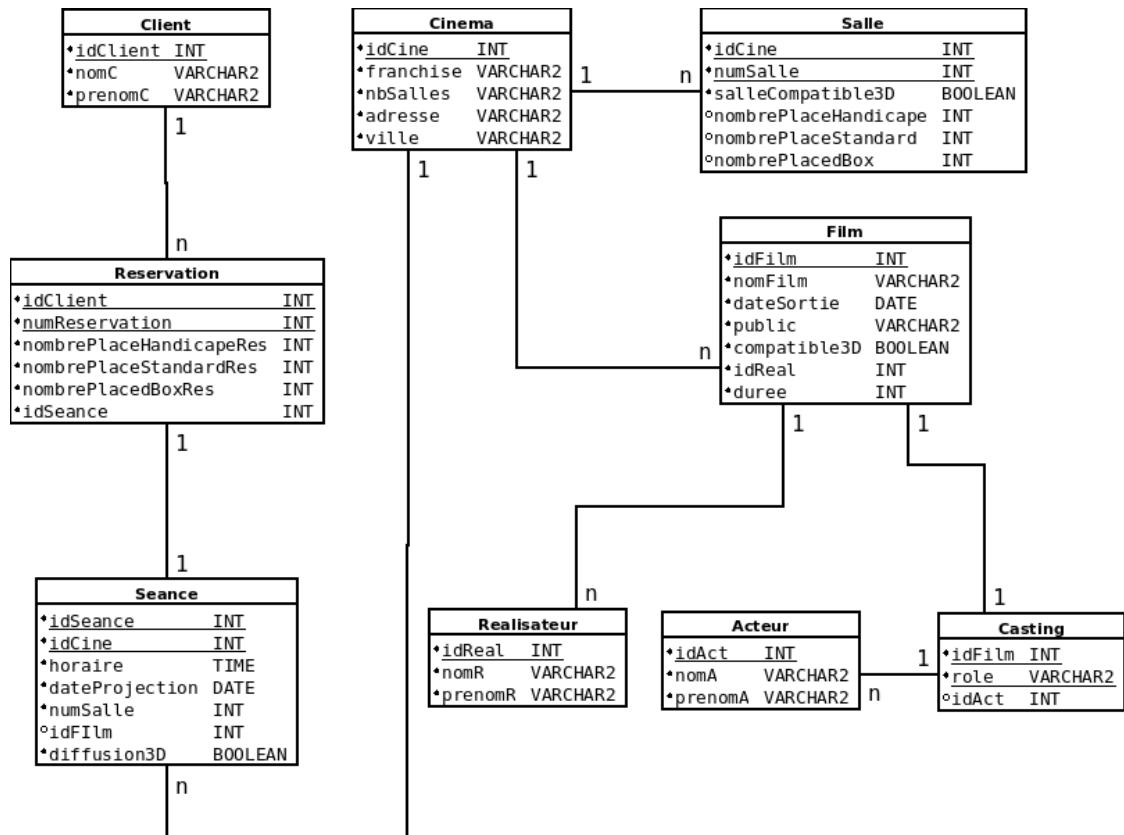 Client
idClient INT
nomC VARCHAR2
prenomC VARCHAR2
1
n
Cinema
idCine INT
franchise VARCHAR2
nbSalles VARCHAR2
adresse VARCHAR2
ville VARCHAR2
1
n
1
1
Salle
idCine INT
numSalle INT
salleCompatible3D BOOLEAN
nombrePlaceHandicape INT
nombrePlaceStandard INT
nombrePlacedBox INT
Reservation
idClient INT
numReservation INT
nombrePlaceHandicapeRes INT
nombrePlaceStandardRes INT
nombrePlacedBoxRes INT
idSeance INT
1
1
Film
idFilm INT
nomFilm VARCHAR2
dateSortie DATE
public VARCHAR2
compatible3D BOOLEAN
idReal INT
duree INT
n
1
1
n
1
Seance
idSeance INT
idCine INT
horaire TIME
dateProjection DATE
numSalle INT
idFIlm INT
diffusion3D BOOLEAN
n
Realisateur
idReal INT
nomR VARCHAR2
prenomR VARCHAR2
Acteur
idAct INT
nomA VARCHAR2
prenomA VARCHAR2
n
1
Casting
idFilm INT
role VARCHAR2
idAct INT